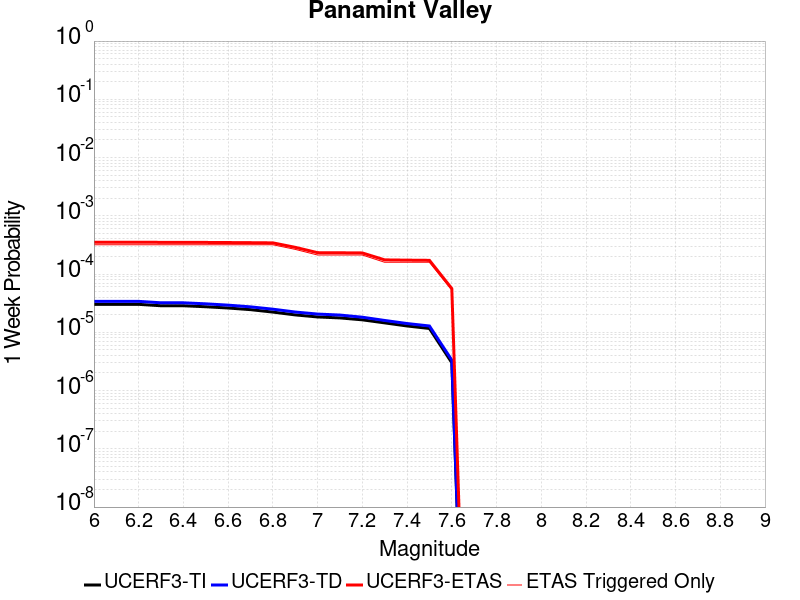 Panamint Valley
1 Week Probability
10^0
10^-1
10^-2
10^-3
10^-4
10^-5
10^-6
10^-7
10^-8
6 6.2 6.4 6.6 6.8 7 7.2 7.4 7.6 7.8 8 8.2 8.4 8.6 8.8 9
Magnitude
UCERF3-TI UCERF3-TD UCERF3-ETAS ETAS Triggered Only